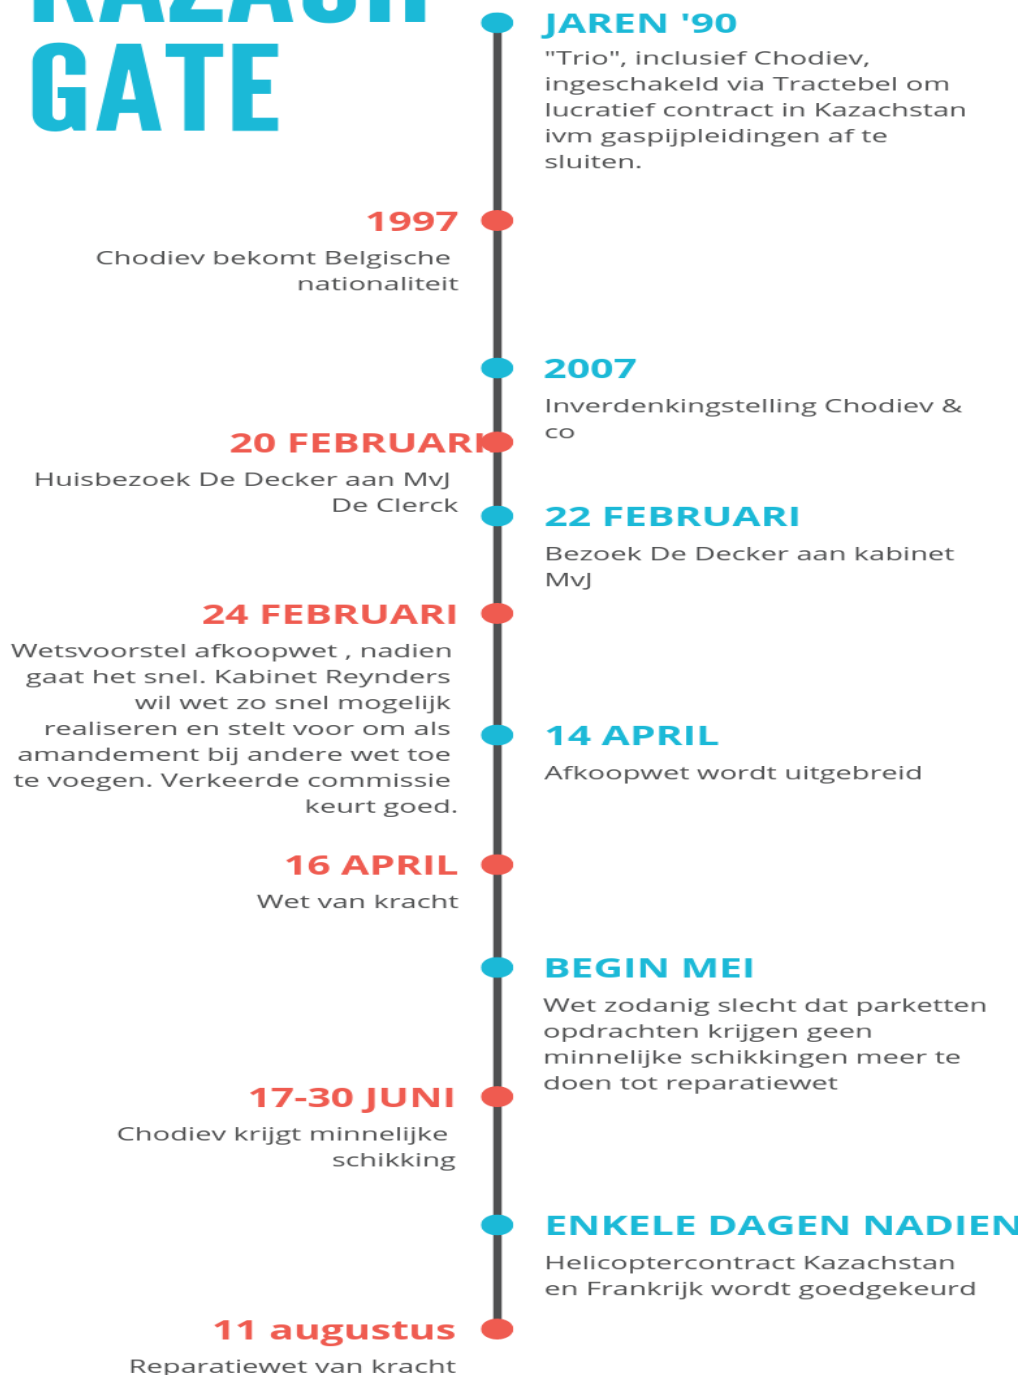 KAZACH
GATE
JAREN '90
"Trio", inclusief Chodiev,
ingeschakeld via Tractebel om
lucratief contract in Kazachstan
ivm gaspijpleidingen af te
sluiten.
1997
Chodiev bekomt Belgische
nationaliteit
2007
Inverdenkingstelling Chodiev &
co
20 FEBRUARI
Huisbezoek De Decker aan MvJ
De Clerck
22 FEBRUARI
Bezoek De Decker aan kabinet
MvJ
24 FEBRUARI
Wetsvoorstel afkoopwet , nadien
gaat het snel. Kabinet Reynders
wil wet zo snel mogelijk
realiseren en stelt voor om als
amandement bij andere wet toe
te voegen. Verkeerde commissie
keurt goed.
14 APRIL
Afkoopwet wordt uitgebreid
16 APRIL
Wet van kracht
BEGIN MEI
Wet zodanig slecht dat parketten
opdrachten krijgen geen
minnelijke schikkingen meer te
doen tot reparatiewet
17-30 JUNI
Chodiev krijgt minnelijke
schikking
ENKELE DAGEN NADIEN
Helicoptercontract Kazachstan
en Frankrijk wordt goedgekeurd
11 augustus
Reparatiewet van kracht